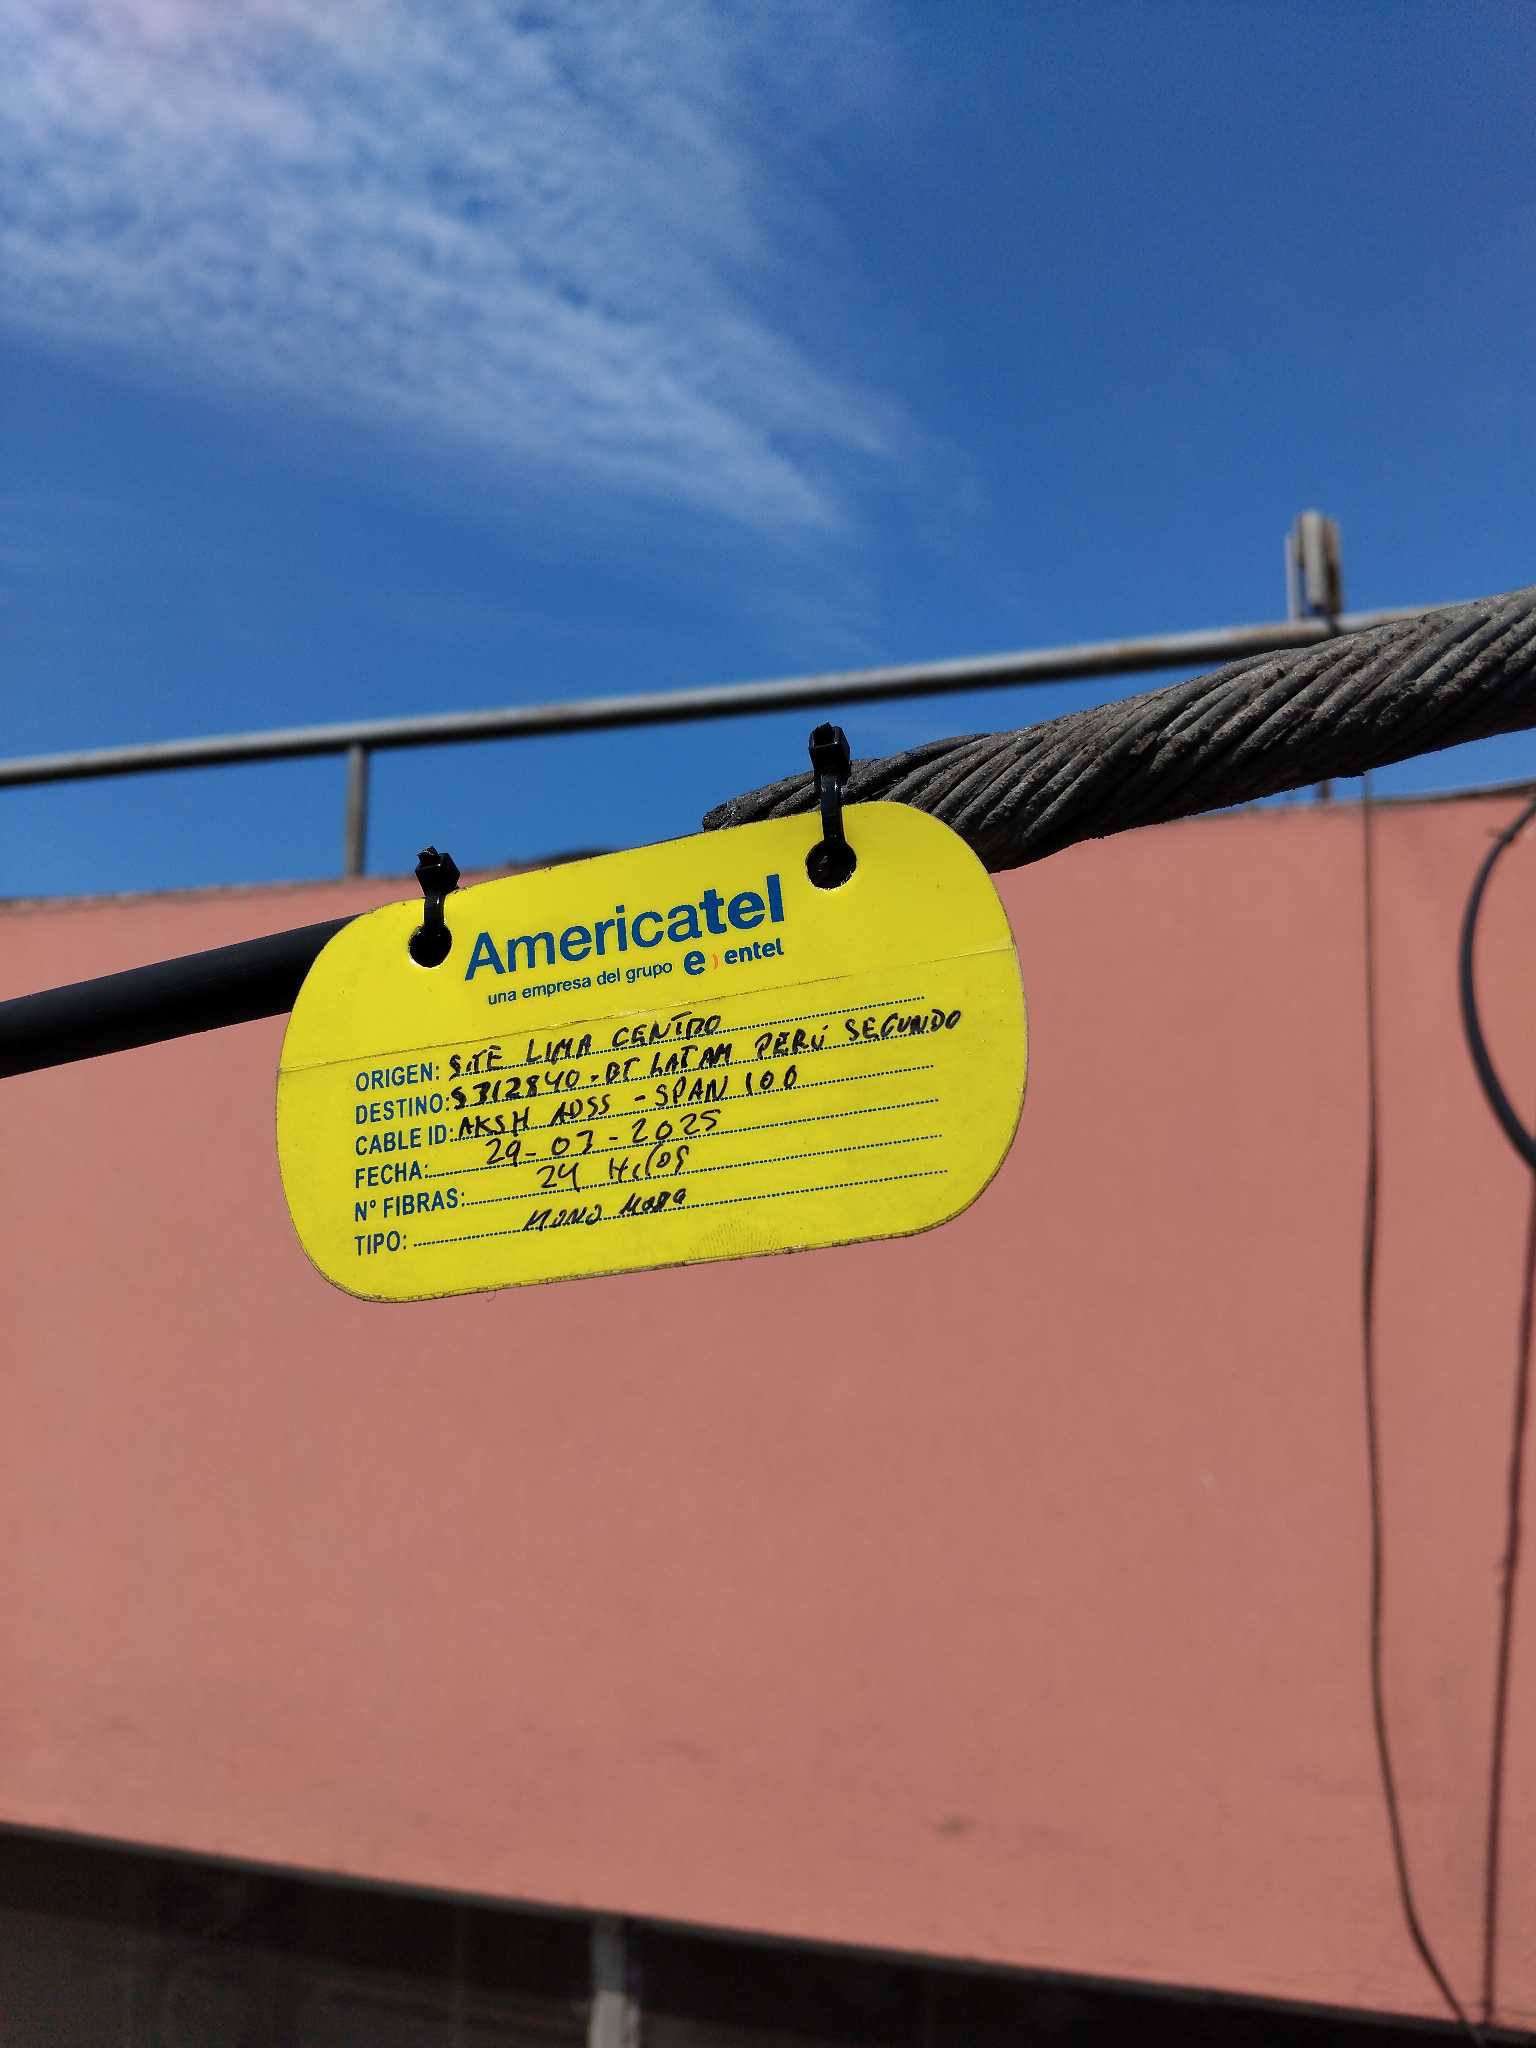 Americatel
una empresa del grupo e) entel
ORIGEN: SITE LIMA CENTRO
DESTINO: S312840 - BT LATAM PERÚ SEGUNDO
CABLE ID: AKSH ADSS - SPAN 100
FECHA: 29-07-2025
N° FIBRAS: 24 Hilos
TIPO: MONO MODO